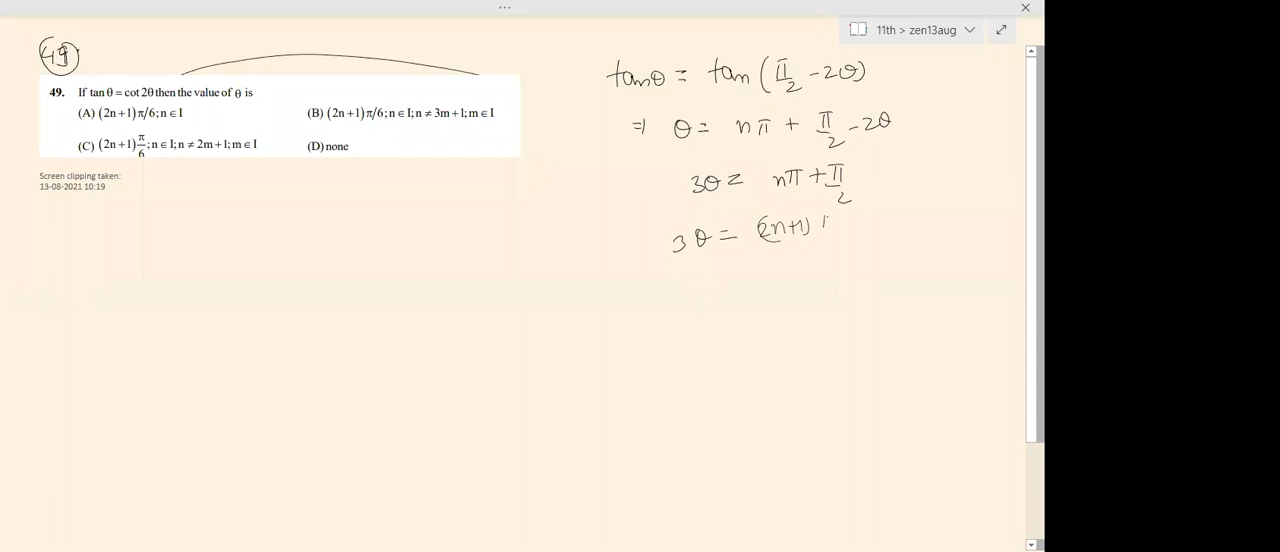 ...
11th > zen13aug
49
49. If tan θ = cot 2θ then the value of θ is
(A) (2n+1)π/6; n ∈ I
(B) (2n+1)π/6; n ∈ I; n ≠ 3m+1; m ∈ I
(C) (2n+1)π/6; n ∈ I; n ≠ 2m+1; m ∈ I
(D) none
Screen clipping taken:
13-08-2021 10:19
tanθ = tan(π/2 - 2θ)
⇒ θ = nπ + π/2 - 2θ
3θ = nπ + π/2
3θ = (2n+1)